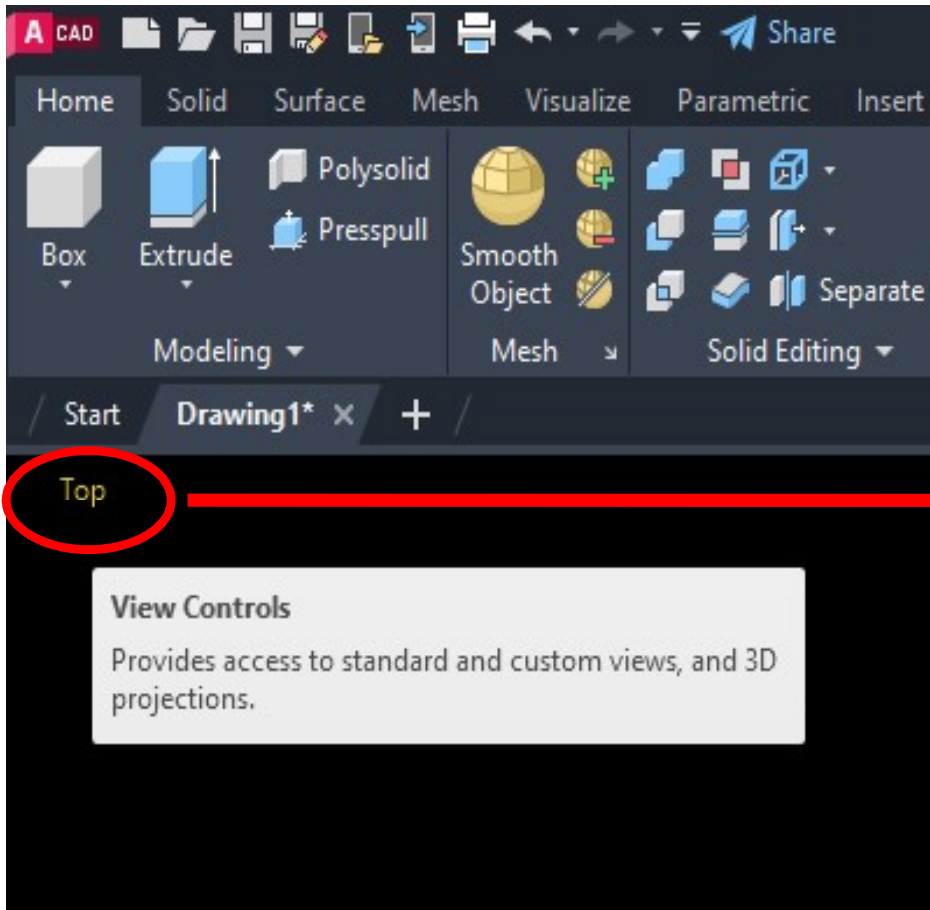 A CAD Share
Home Solid Surface Mesh Visualize Parametric Insert
Polysolid
Presspull
Box Extrude Smooth
Object
Separate
Modeling Mesh Solid Editing
Start Drawing1* × +
Top
View Controls
Provides access to standard and custom views, and 3D
projections.